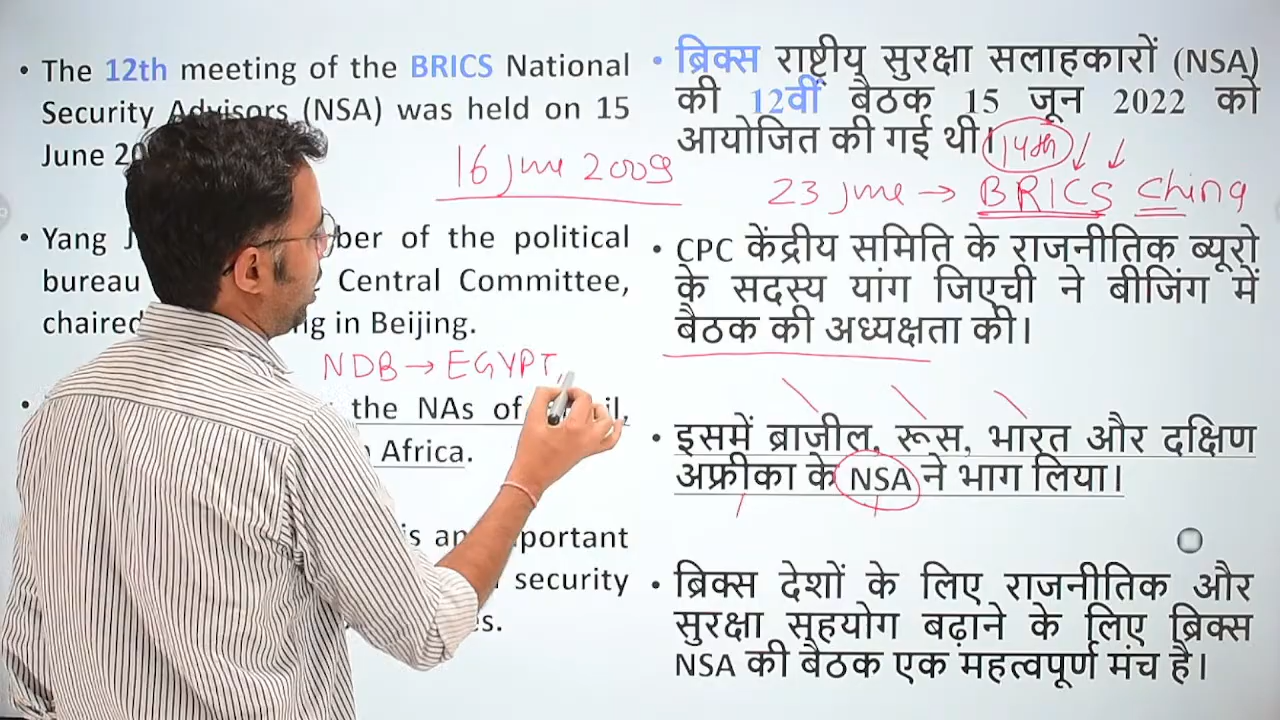 • The 12th meeting of the BRICS National
Security Advisors (NSA) was held on 15
June 20
16 June 2009
• Yang ber of the political
bureau Central Committee,
chaired ng in Beijing.
NDB → EGYPT,
• the NAs of il,
Africa.
is an portant
security
es.
• ब्रिक्स राष्ट्रीय सुरक्षा सलाहकारों (NSA)
की 12वीं बैठक 15 जून 2022 को
आयोजित की गई थी।
14th
23 June → BRICS China
• CPC केंद्रीय समिति के राजनीतिक ब्यूरो
के सदस्य यांग जिएची ने बीजिंग में
बैठक की अध्यक्षता की।
• इसमें ब्राजील, रूस, भारत और दक्षिण
अफ्रीका के NSA ने भाग लिया।
• ब्रिक्स देशों के लिए राजनीतिक और
सुरक्षा सहयोग बढ़ाने के लिए ब्रिक्स
NSA की बैठक एक महत्वपूर्ण मंच है।